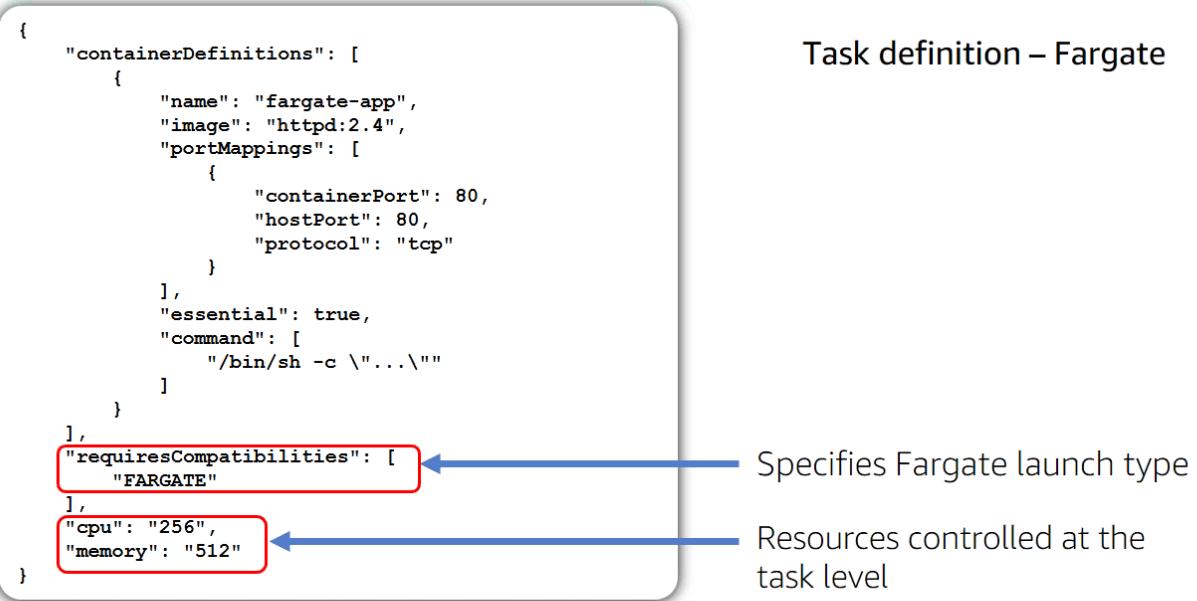 {
    "containerDefinitions": [
        {
            "name": "fargate-app",
            "image": "httpd:2.4",
            "portMappings": [
                {
                    "containerPort": 80,
                    "hostPort": 80,
                    "protocol": "tcp"
                }
            ],
            "essential": true,
            "command": [
                "/bin/sh -c \"...\""
            ]
        }
    ],
    "requiresCompatibilities": [
        "FARGATE"
    ],
    "cpu": "256",
    "memory": "512"
}
Task definition – Fargate
Specifies Fargate launch type
Resources controlled at the
task level